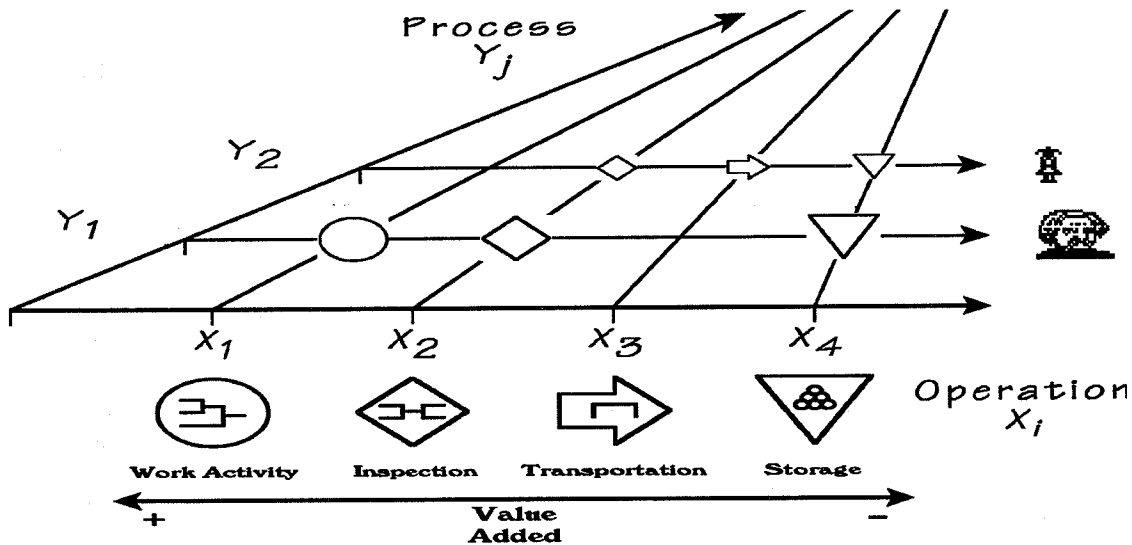 Process
Yj
Y2
Y1
X1 X2 X3 X4
Operation
Xi
Work Activity Inspection Transportation Storage
+ Value −
Added